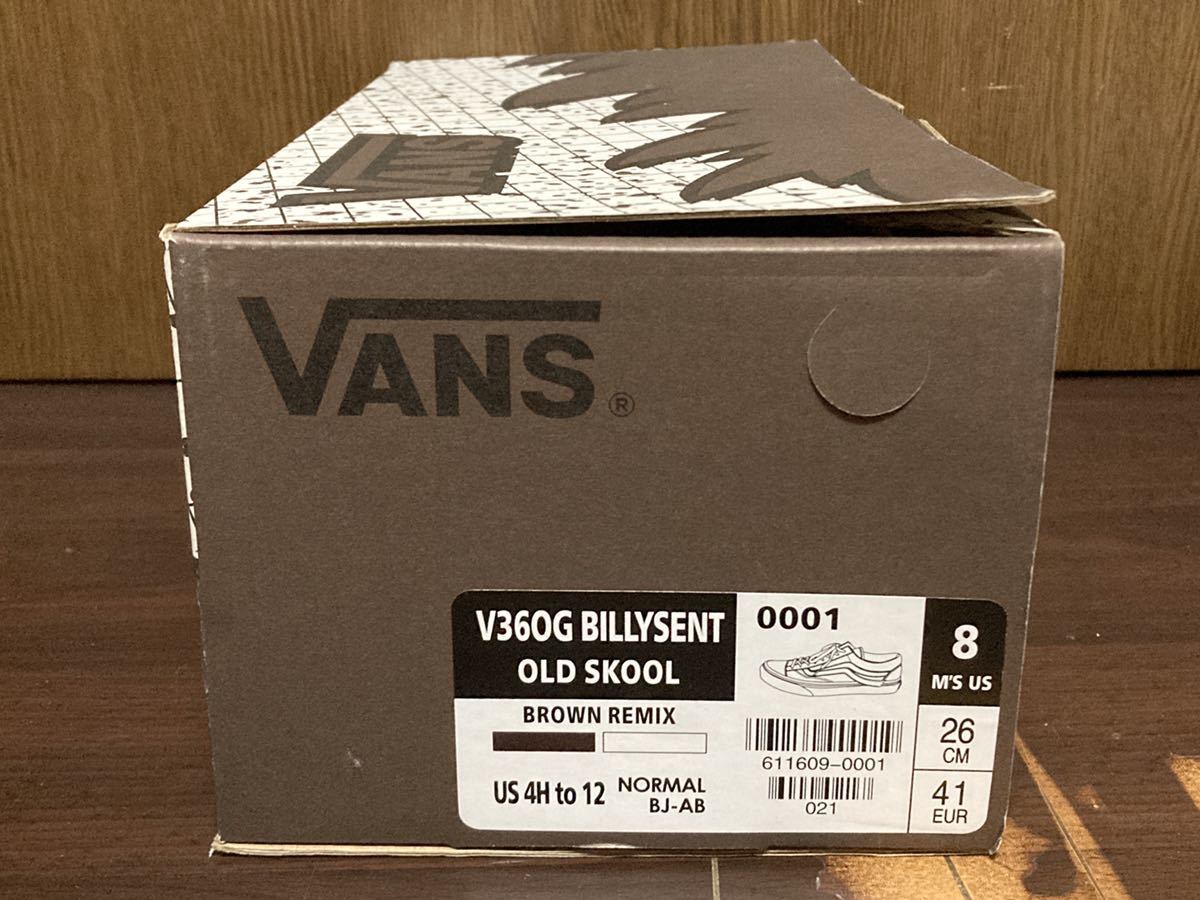 VANS
VANS®
V36OG BILLYSENT
OLD SKOOL
BROWN REMIX
US 4H to 12
NORMAL
BJ-AB
0001
611609-0001
021
8
M'S US
26
CM
41
EUR